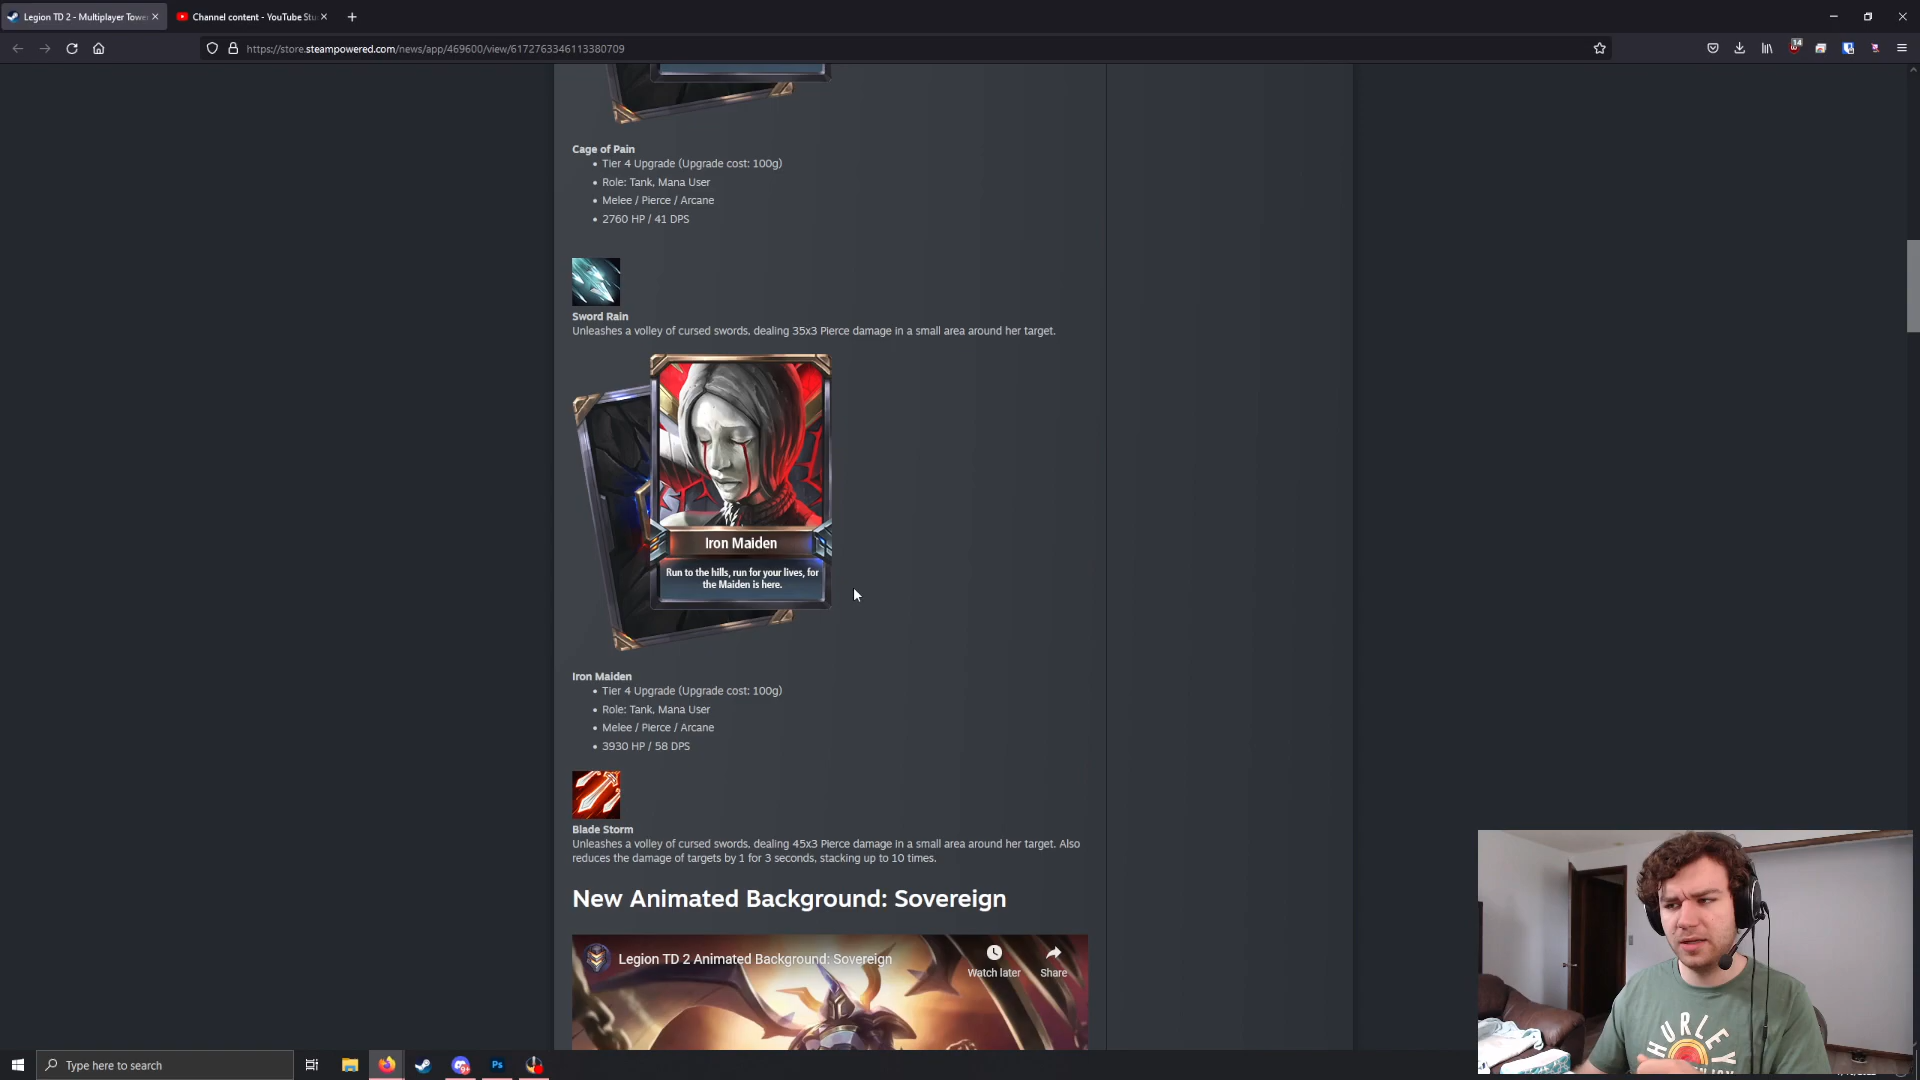 Legion TD 2 - Multiplayer Towe
Channel content - YouTube Stu
https://store.steampowered.com/news/app/469600/view/6172763346113380709
14
Cage of Pain
Tier 4 Upgrade (Upgrade cost: 100g)
Role: Tank, Mana User
Melee / Pierce / Arcane
2760 HP / 41 DPS
Sword Rain
Unleashes a volley of cursed swords, dealing 35x3 Pierce damage in a small area around her target.
Iron Maiden
Run to the hills, run for your lives, for
the Maiden is here.
Iron Maiden
Tier 4 Upgrade (Upgrade cost: 100g)
Role: Tank, Mana User
Melee / Pierce / Arcane
3930 HP / 58 DPS
Blade Storm
Unleashes a volley of cursed swords, dealing 45x3 Pierce damage in a small area around her target. Also
reduces the damage of targets by 1 for 3 seconds, stacking up to 10 times.
New Animated Background: Sovereign
Legion TD 2 Animated Background: Sovereign
Watch later
Share
HURLEY
Type here to search
Ps